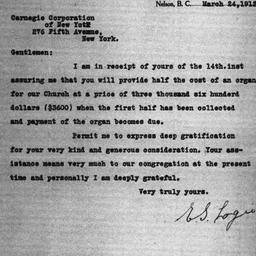 Nelson, B. C. March 24, 1913
Carnegie Corporation
of New York
276 Fifth Avenue,
New York.
Gentlemen:
I am in receipt of yours of the 14th.inst
assuring me that you will provide half the cost of an organ
for our Church at a price of three thousand six hundred
dollars ($3600) when the first half has been collected
and payment of the organ becomes due.
Permit me to express deep gratification
for your very kind and generous consideration. Your ass-
istance means very much to our congregation at the present
time and personally I am deeply grateful.
Very truly yours.
E.G. Logie